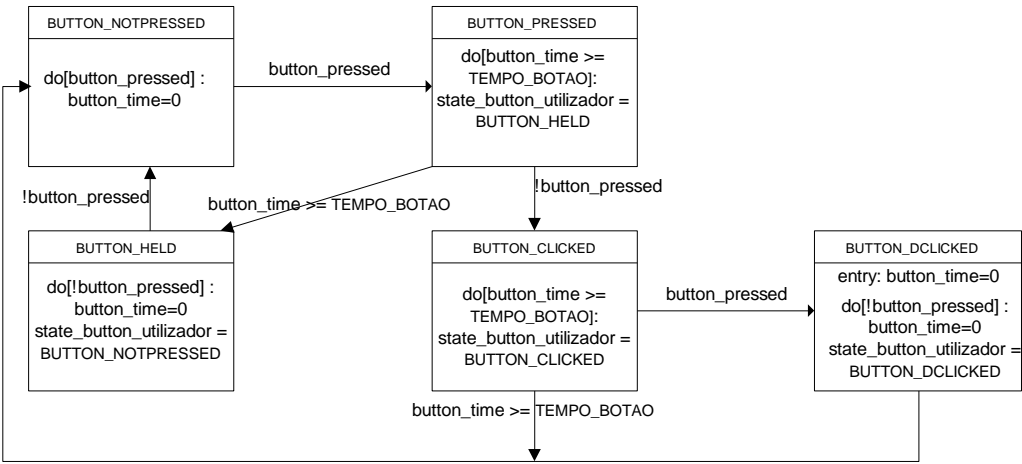 BUTTON_NOTPRESSED
do[button_pressed] :
button_time=0
button_pressed
BUTTON_PRESSED
do[button_time >=
TEMPO_BOTAO]:
state_button_utilizador =
BUTTON_HELD
!button_pressed
button_time >= TEMPO_BOTAO
!button_pressed
BUTTON_HELD
do[!button_pressed] :
button_time=0
state_button_utilizador =
BUTTON_NOTPRESSED
BUTTON_CLICKED
do[button_time >=
TEMPO_BOTAO]:
state_button_utilizador =
BUTTON_CLICKED
button_pressed
BUTTON_DCLICKED
entry: button_time=0
do[!button_pressed] :
button_time=0
state_button_utilizador =
BUTTON_DCLICKED
button_time >= TEMPO_BOTAO